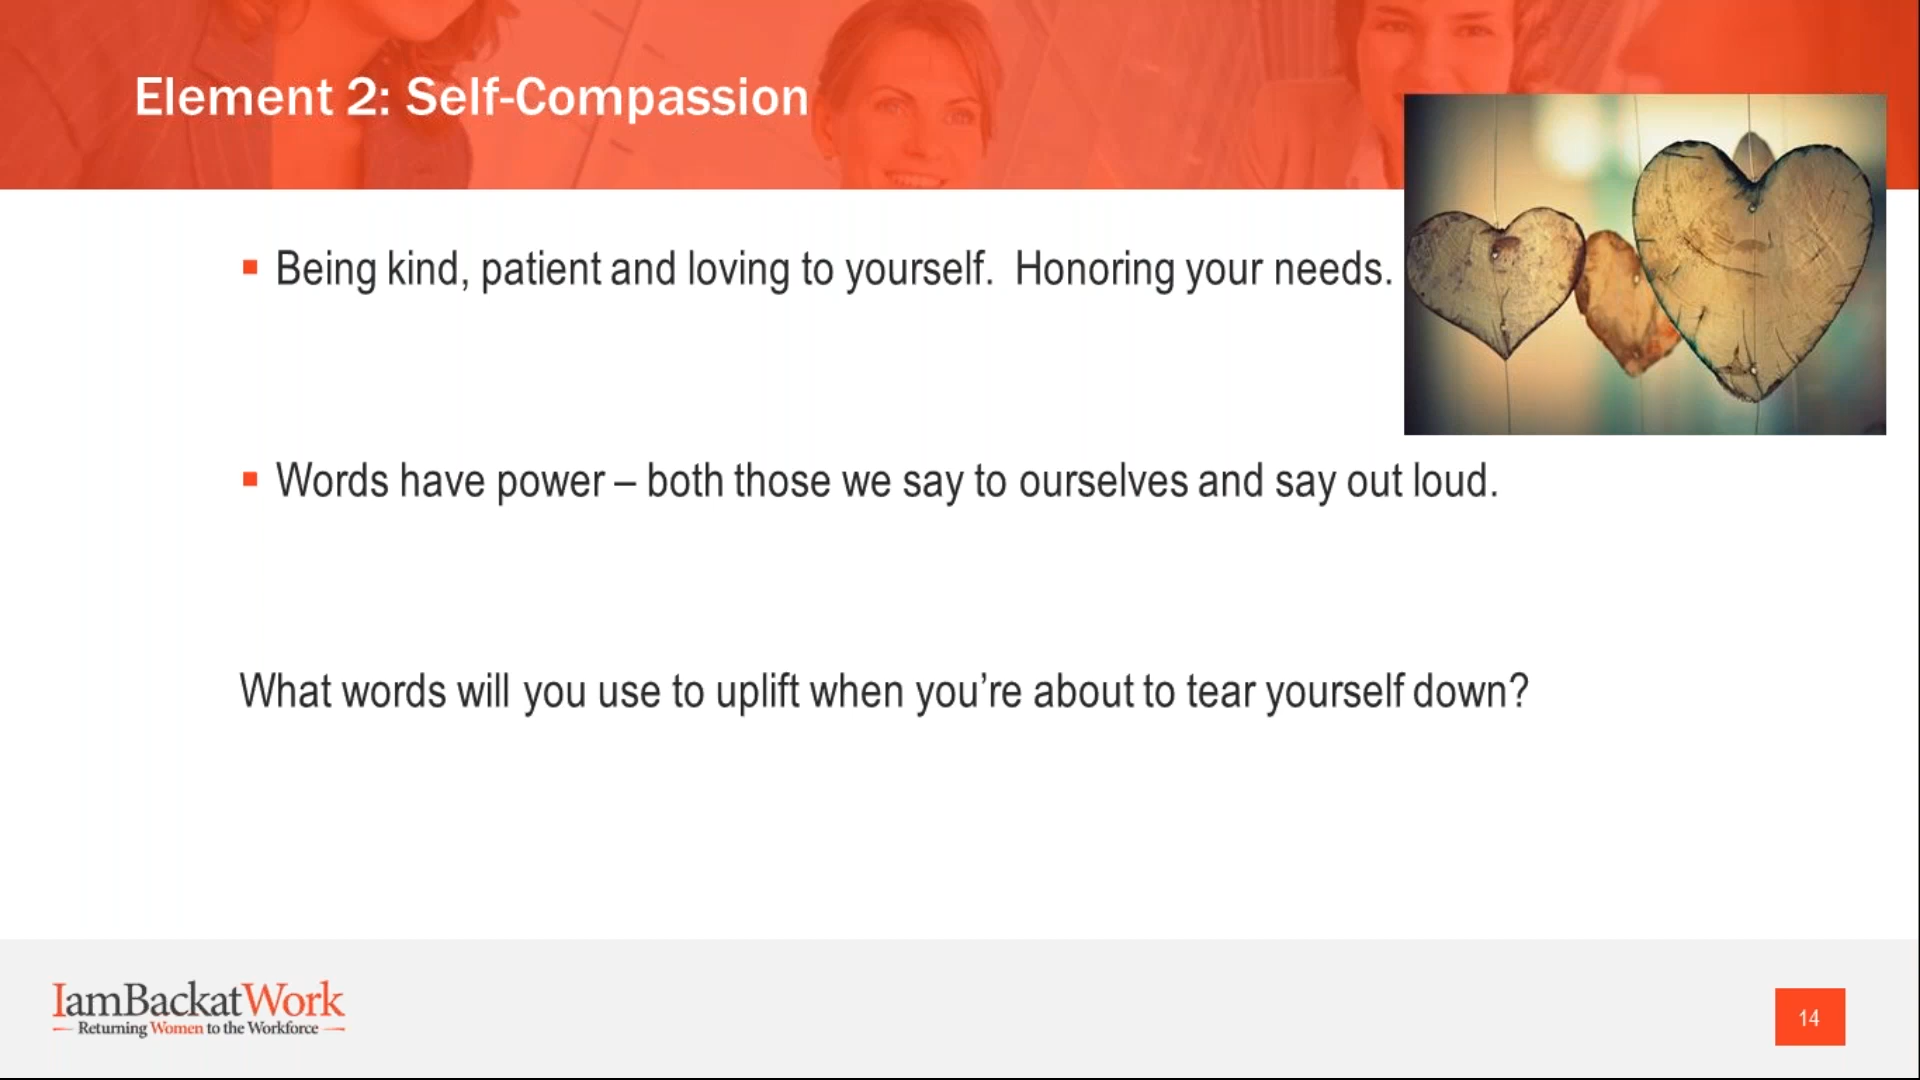 Element 2: Self-Compassion
Being kind, patient and loving to yourself.  Honoring your needs.
Words have power – both those we say to ourselves and say out loud.
What words will you use to uplift when you’re about to tear yourself down?
IamBackatWork
Returning Women to the Workforce
14